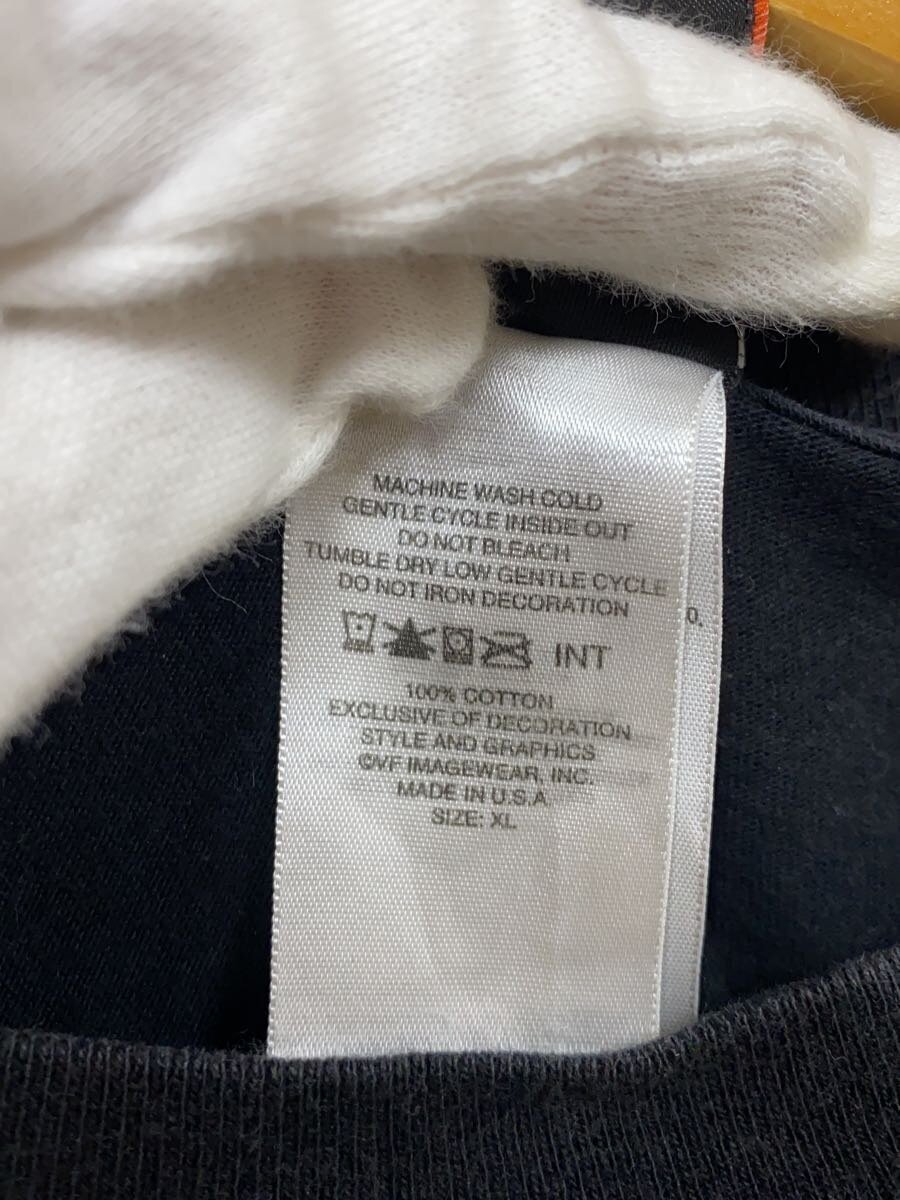 MACHINE WASH COLD
GENTLE CYCLE INSIDE OUT
DO NOT BLEACH
TUMBLE DRY LOW GENTLE CYCLE
DO NOT IRON DECORATION
INT
100% COTTON
EXCLUSIVE OF DECORATION
STYLE AND GRAPHICS
©VF IMAGEWEAR, INC.
MADE IN U.S.A.
SIZE: XL
0.